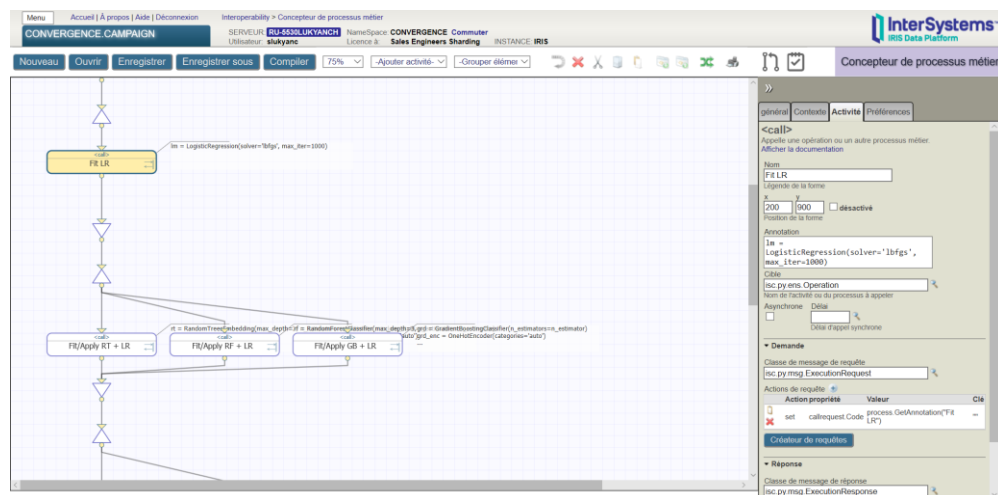 Menu
Accueil | À propos | Aide | Déconnexion
Interoperability > Concepteur de processus métier
CONVERGENCE.CAMPAIGN
SERVEUR RU-5530LUKYANCH NameSpace CONVERGENCE Commuter
Utilisateur slukyanc Licence à: Sales Engineers Sharding INSTANCE: IRIS
InterSystems
IRIS Data Platform
Nouveau Ouvrir Enregistrer Enregistrer sous Compiler 75% -Ajouter activité- -Grouper élémer
Concepteur de processus métier
lm = LogisticRegression(solver='lbfgs', max_iter=1000)
<call>
Fit LR
<call>
Fit/Apply RT + LR
<call>
Fit/Apply RF + LR
<call>
Fit/Apply GB + LR
...
général Contexte Activité Préférences
<call>
Appelle une opération ou un autre processus métier.
Afficher la documentation
Nom
Fit LR
Légende de la forme
x y
200 900 désactivé
Position de la forme
Annotation
lm =
LogisticRegression(solver='lbfgs',
max_iter=1000)
Cible
isc.py.ens.Operation
Nom de l'activité ou du processus à appeler
Asynchrone Délai
Délai d'appel synchrone
Demande
Classe de message de requête
isc.py.msg.ExecutionRequest
Actions de requête
Action propriété Valeur Clé
set callrequest.Code process.GetAnnotation("Fit
LR") ""
Créateur de requêtes
Réponse
Classe de message de réponse
isc.py.msg.ExecutionResponse